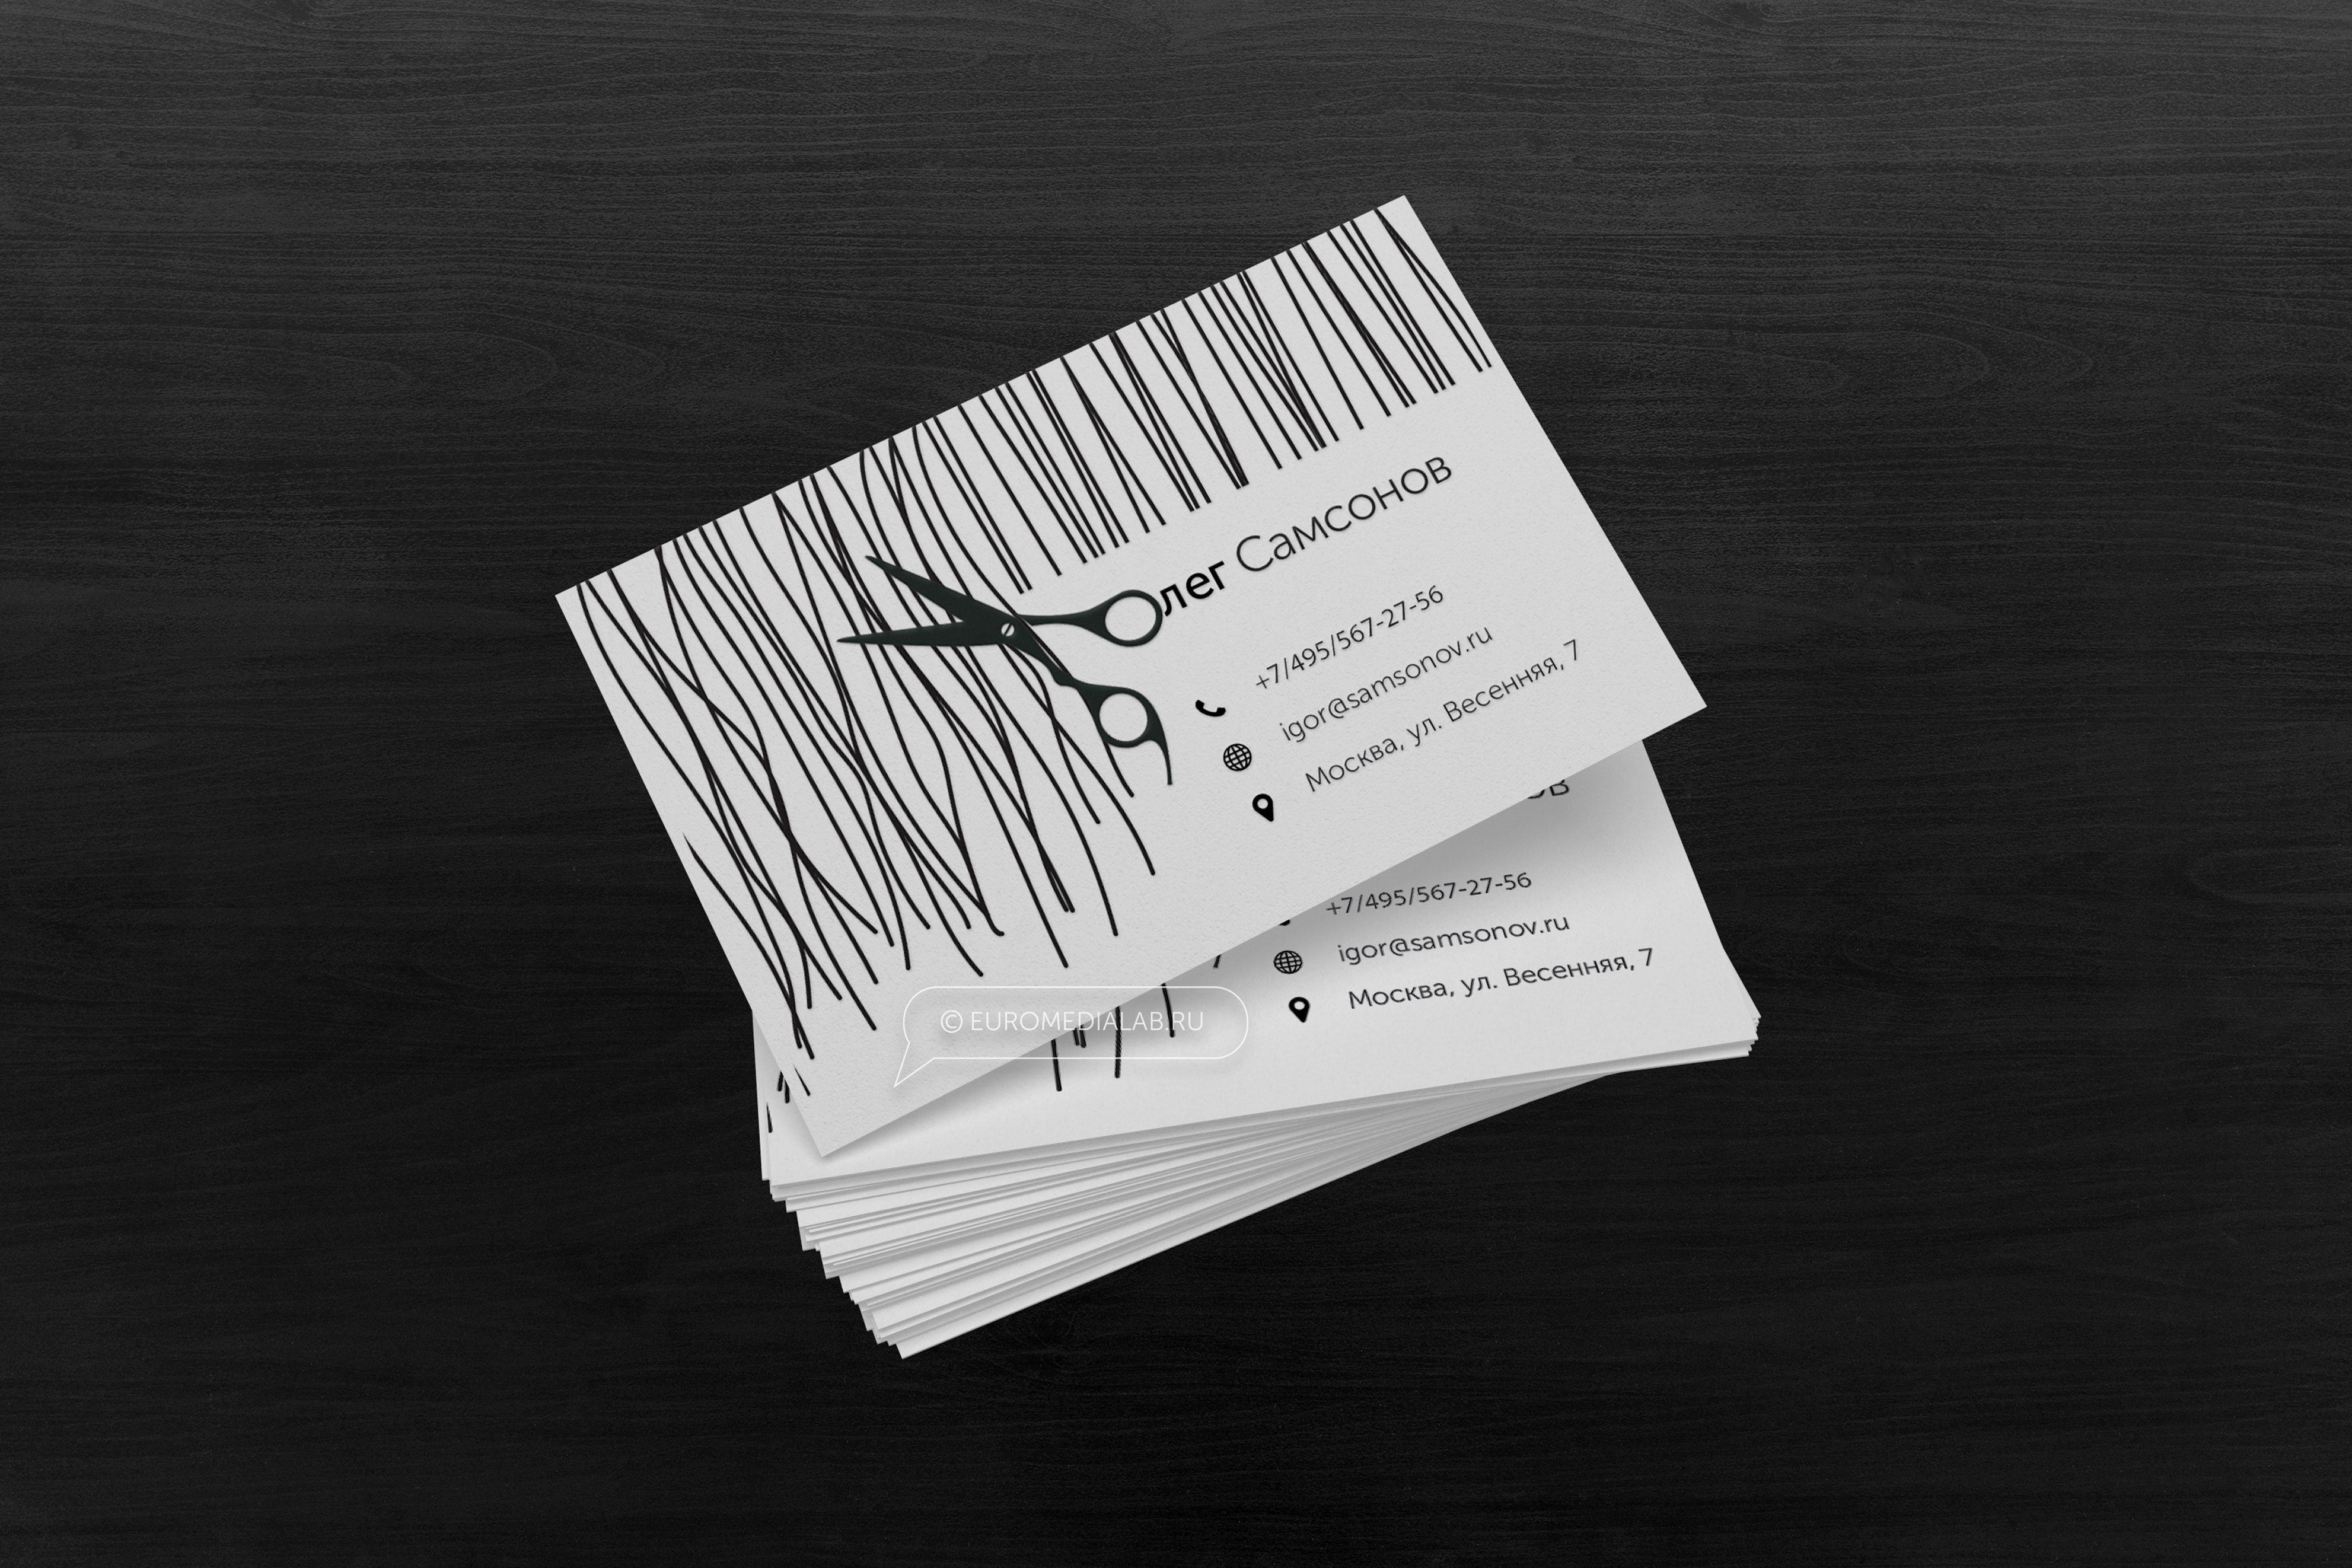 Олег Самсонов
+7/495/567-27-56
igor@samsonov.ru
Москва, ул. Весенняя, 7
ов
+7/495/567-27-56
igor@samsonov.ru
Москва, ул. Весенняя, 7
© EUROMEDIALAB.RU